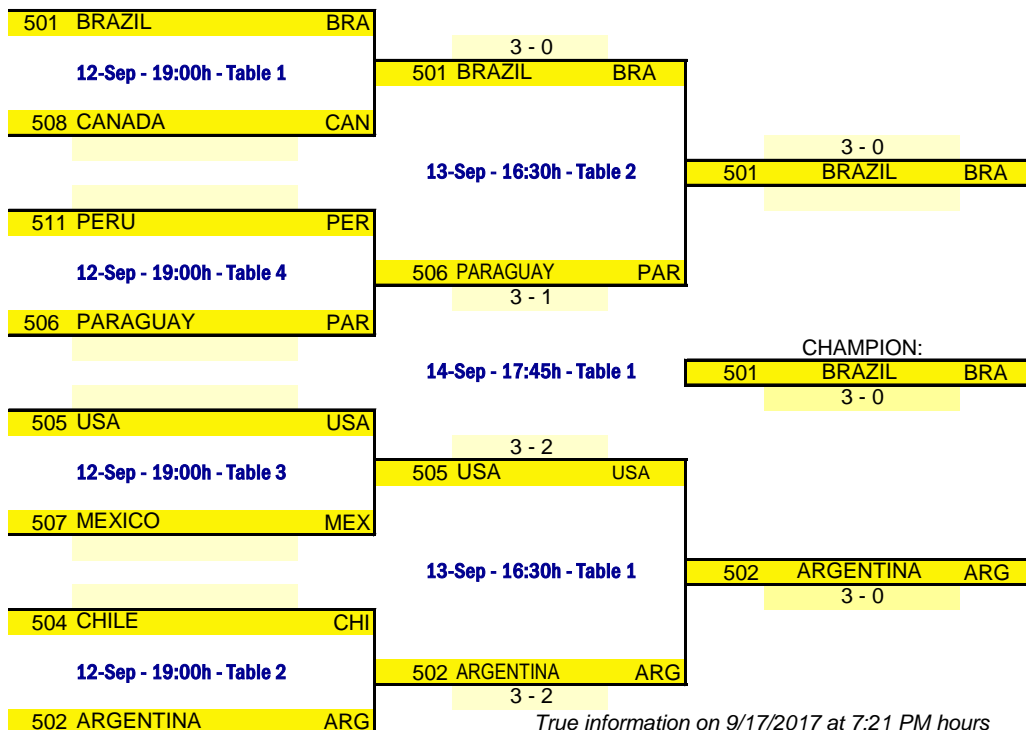 501 BRAZIL BRA
3 - 0
12-Sep - 19:00h - Table 1
501 BRAZIL BRA
508 CANADA CAN
3 - 0
13-Sep - 16:30h - Table 2
501 BRAZIL BRA
511 PERU PER
12-Sep - 19:00h - Table 4
506 PARAGUAY PAR
3 - 1
506 PARAGUAY PAR
CHAMPION:
14-Sep - 17:45h - Table 1
501 BRAZIL BRA
3 - 0
505 USA USA
3 - 2
12-Sep - 19:00h - Table 3
505 USA USA
507 MEXICO MEX
13-Sep - 16:30h - Table 1
502 ARGENTINA ARG
3 - 0
504 CHILE CHI
12-Sep - 19:00h - Table 2
502 ARGENTINA ARG
3 - 2
502 ARGENTINA ARG
True information on 9/17/2017 at 7:21 PM hours